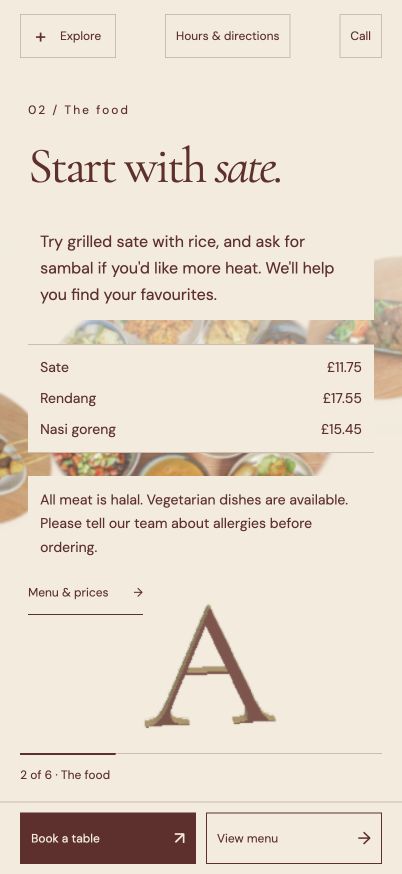 + Explore
Hours & directions
Call
02 / The food
Start with sate.
Try grilled sate with rice, and ask for
sambal if you'd like more heat. We'll help
you find your favourites.
Sate £11.75
Rendang £17.55
Nasi goreng £15.45
All meat is halal. Vegetarian dishes are available.
Please tell our team about allergies before
ordering.
Menu & prices →
A
2 of 6 · The food
Book a table ↗
View menu →